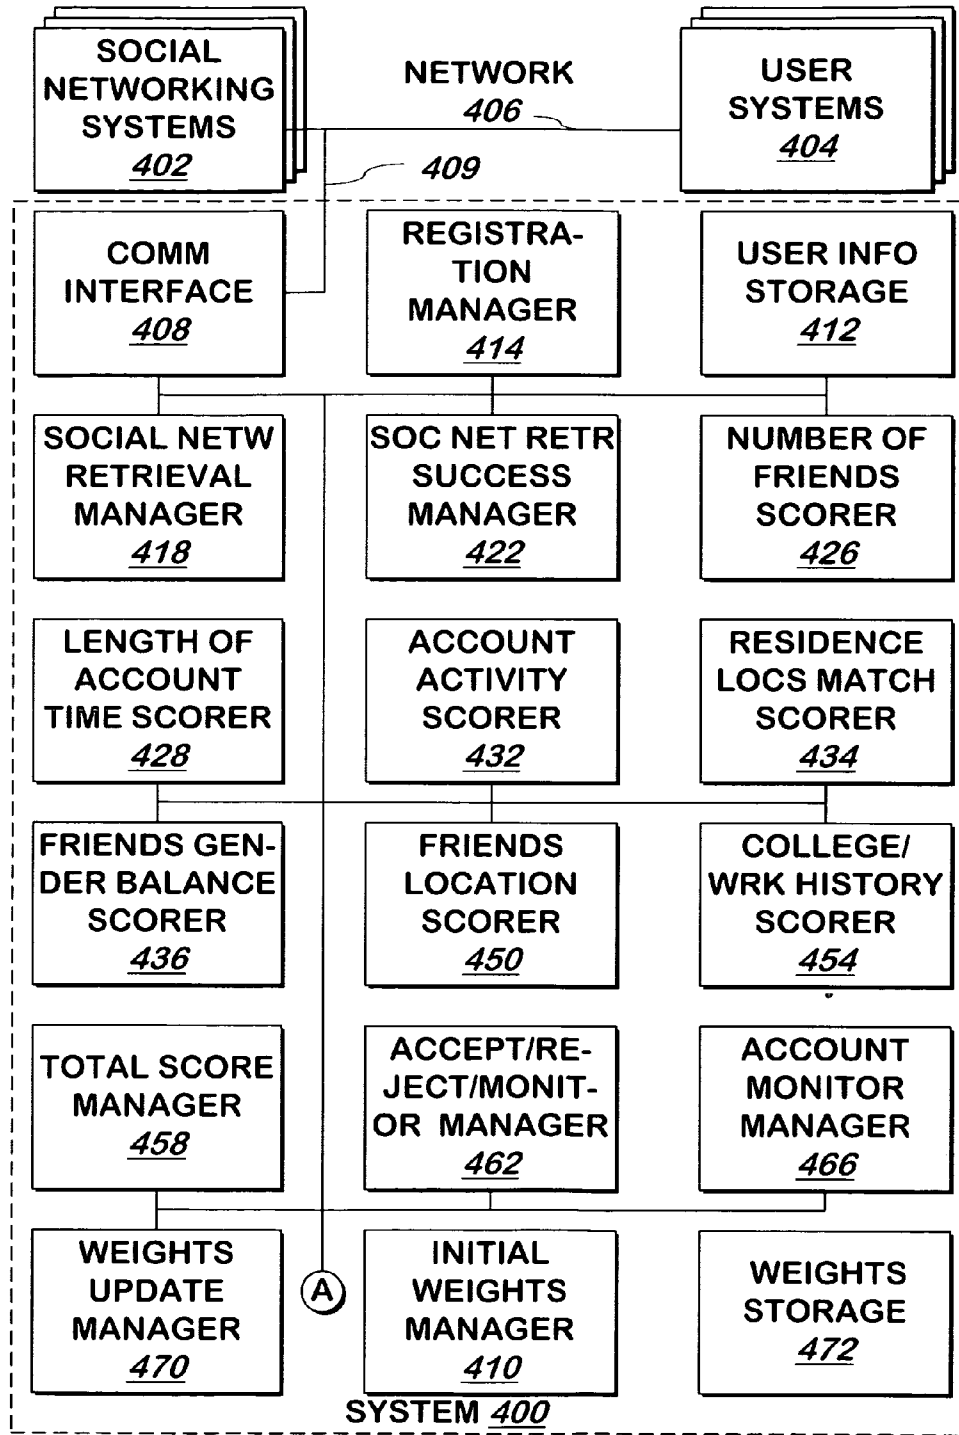 SOCIAL
NETWORKING
SYSTEMS
402
NETWORK
406
USER
SYSTEMS
404
409
COMM
INTERFACE
408
REGISTRA-
TION
MANAGER
414
USER INFO
STORAGE
412
SOCIAL NETW
RETRIEVAL
MANAGER
418
SOC NET RETR
SUCCESS
MANAGER
422
NUMBER OF
FRIENDS
SCORER
426
LENGTH OF
ACCOUNT
TIME SCORER
428
ACCOUNT
ACTIVITY
SCORER
432
RESIDENCE
LOCS MATCH
SCORER
434
FRIENDS GEN-
DER BALANCE
SCORER
436
FRIENDS
LOCATION
SCORER
450
COLLEGE/
WRK HISTORY
SCORER
454
TOTAL SCORE
MANAGER
458
ACCEPT/RE-
JECT/MONIT-
OR MANAGER
462
ACCOUNT
MONITOR
MANAGER
466
WEIGHTS
UPDATE
MANAGER
470
A
INITIAL
WEIGHTS
MANAGER
410
WEIGHTS
STORAGE
472
SYSTEM 400